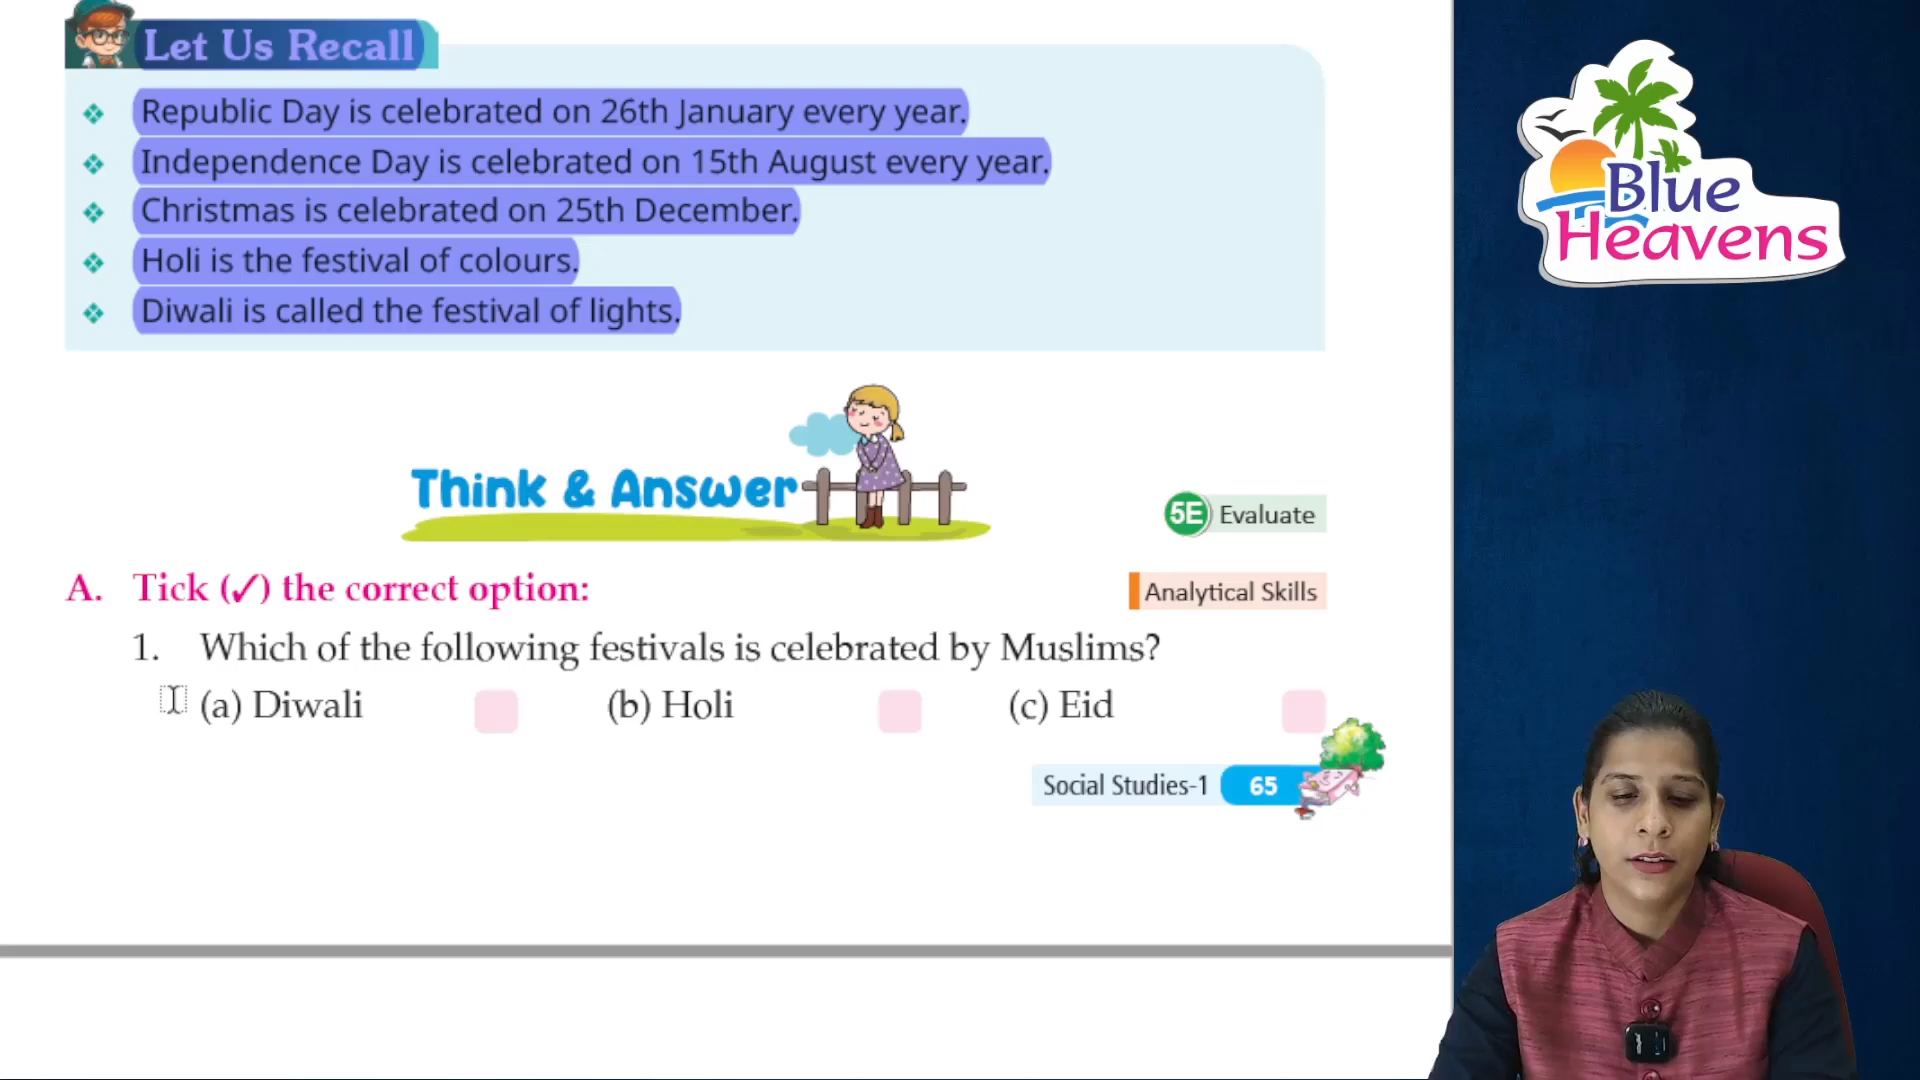 Let Us Recall
❖ Republic Day is celebrated on 26th January every year.
❖ Independence Day is celebrated on 15th August every year.
❖ Christmas is celebrated on 25th December.
❖ Holi is the festival of colours.
❖ Diwali is called the festival of lights.
Think & Answer
5E Evaluate
A. Tick (✓) the correct option:
Analytical Skills
1. Which of the following festivals is celebrated by Muslims?
(a) Diwali (b) Holi (c) Eid
Social Studies-1 65
Blue
Heavens